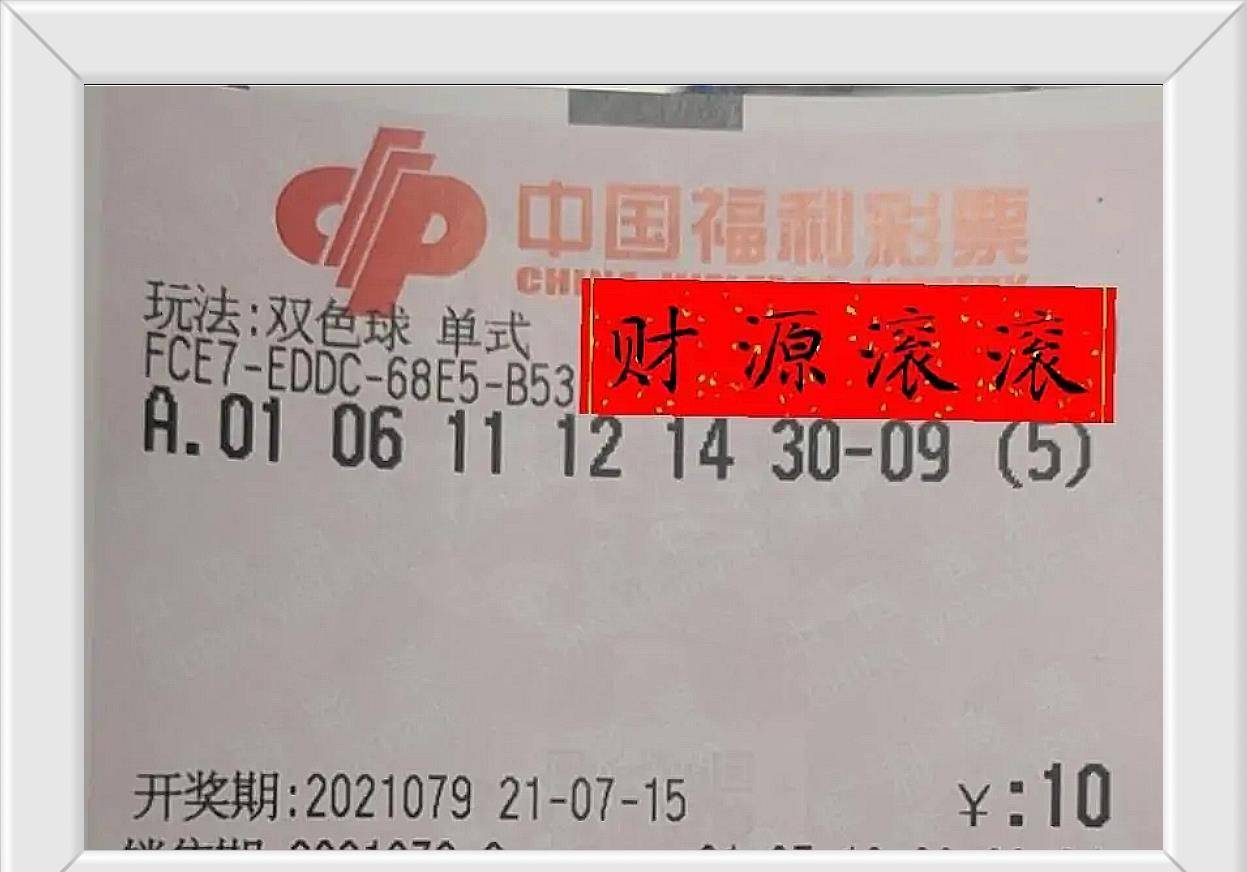 中国福利彩票
玩法:双色球 单式
FCE7-EDDC-68E5-B53
财源滚滚
A.01 06 11 12 14 30-09 (5)
开奖期:2021079 21-07-15
¥:10